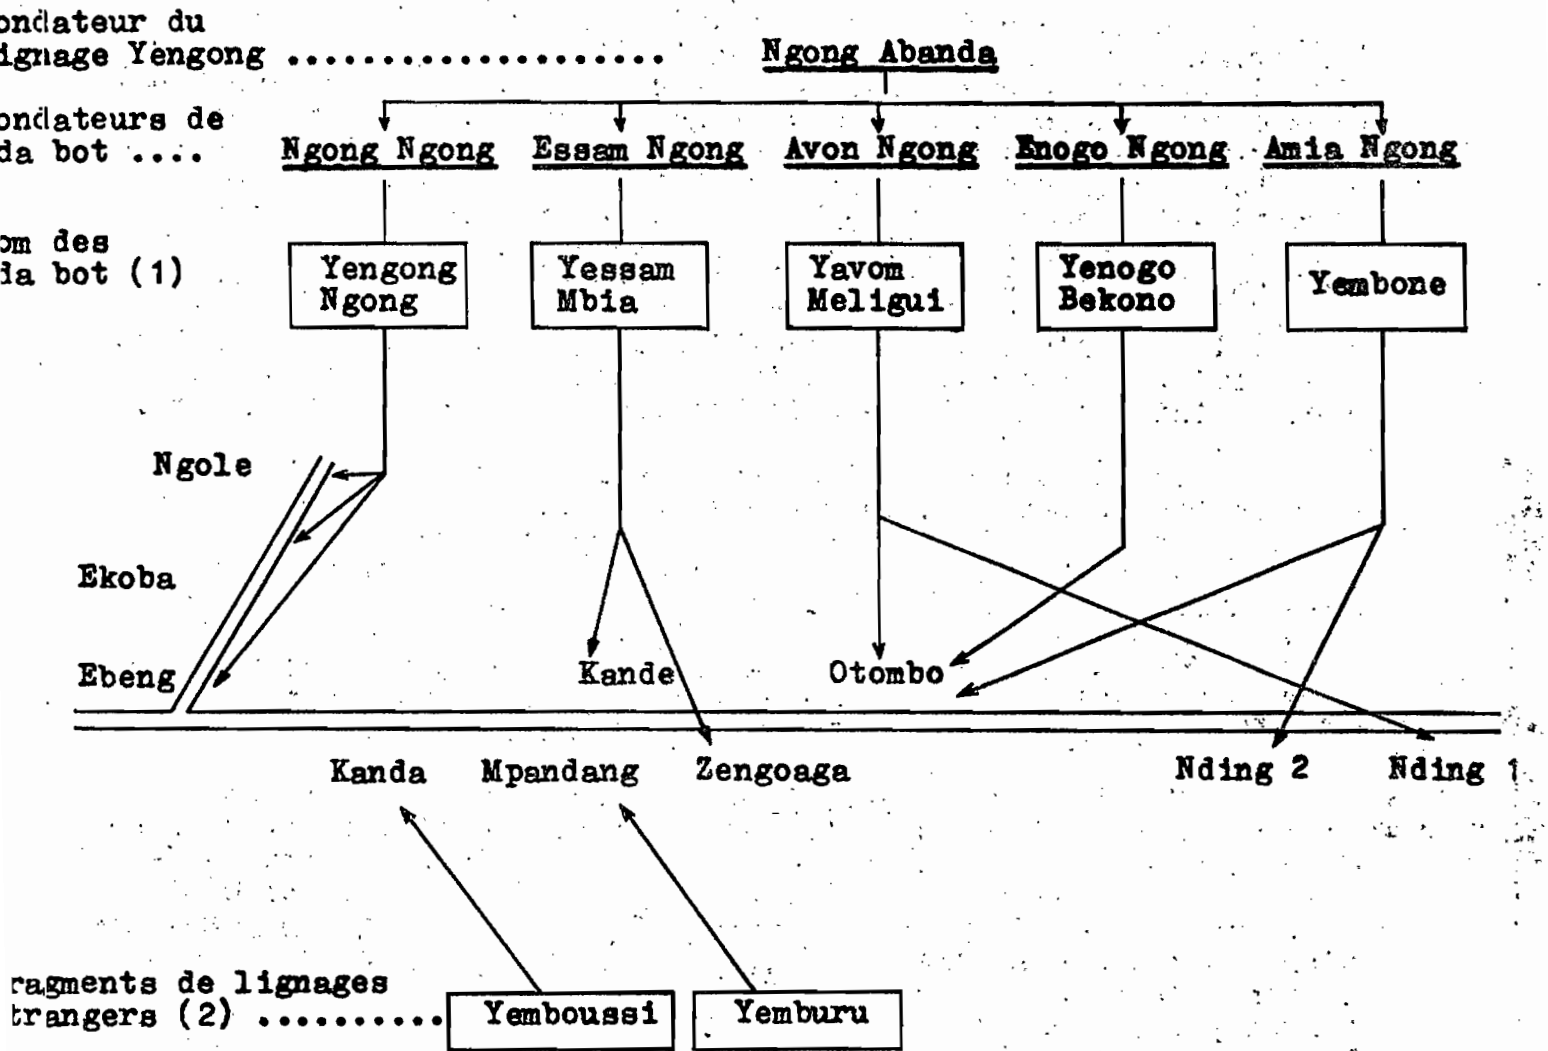 ondateur du
ignage Yengong .................... Ngong Abanda
ondateurs de
da bot ....
Ngong Ngong Essam Ngong Avon Ngong Enogo Ngong Amia Ngong
om des
da bot (1)
Yengong
Ngong
Yessam
Mbia
Yavom
Meligui
Yenogo
Bekono
Yembone
Ngole
Ekoba
Ebeng
Kande
Otombo
Kanda Mpandang Zengoaga Nding 2 Nding 1
ragments de lignages
trangers (2) ..........
Yemboussi
Yemburu